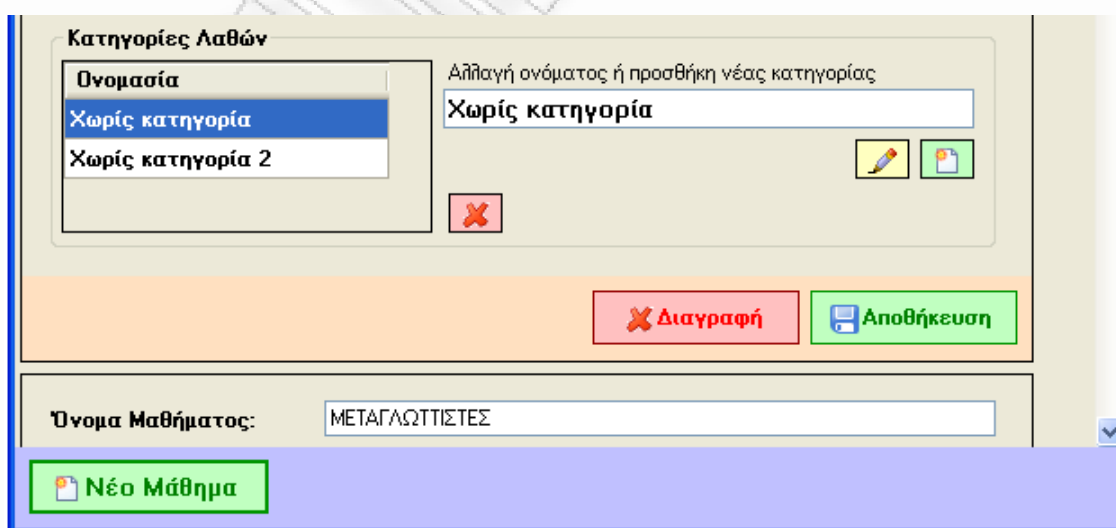 Κατηγορίες Λαθών
Ονομασία
Χωρίς κατηγορία
Χωρίς κατηγορία 2
Αλλαγή ονόματος ή προσθήκη νέας κατηγορίας
Χωρίς κατηγορία
Διαγραφή
Αποθήκευση
Όνομα Μαθήματος:
ΜΕΤΑΓΛΩΤΤΙΣΤΕΣ
Νέο Μάθημα